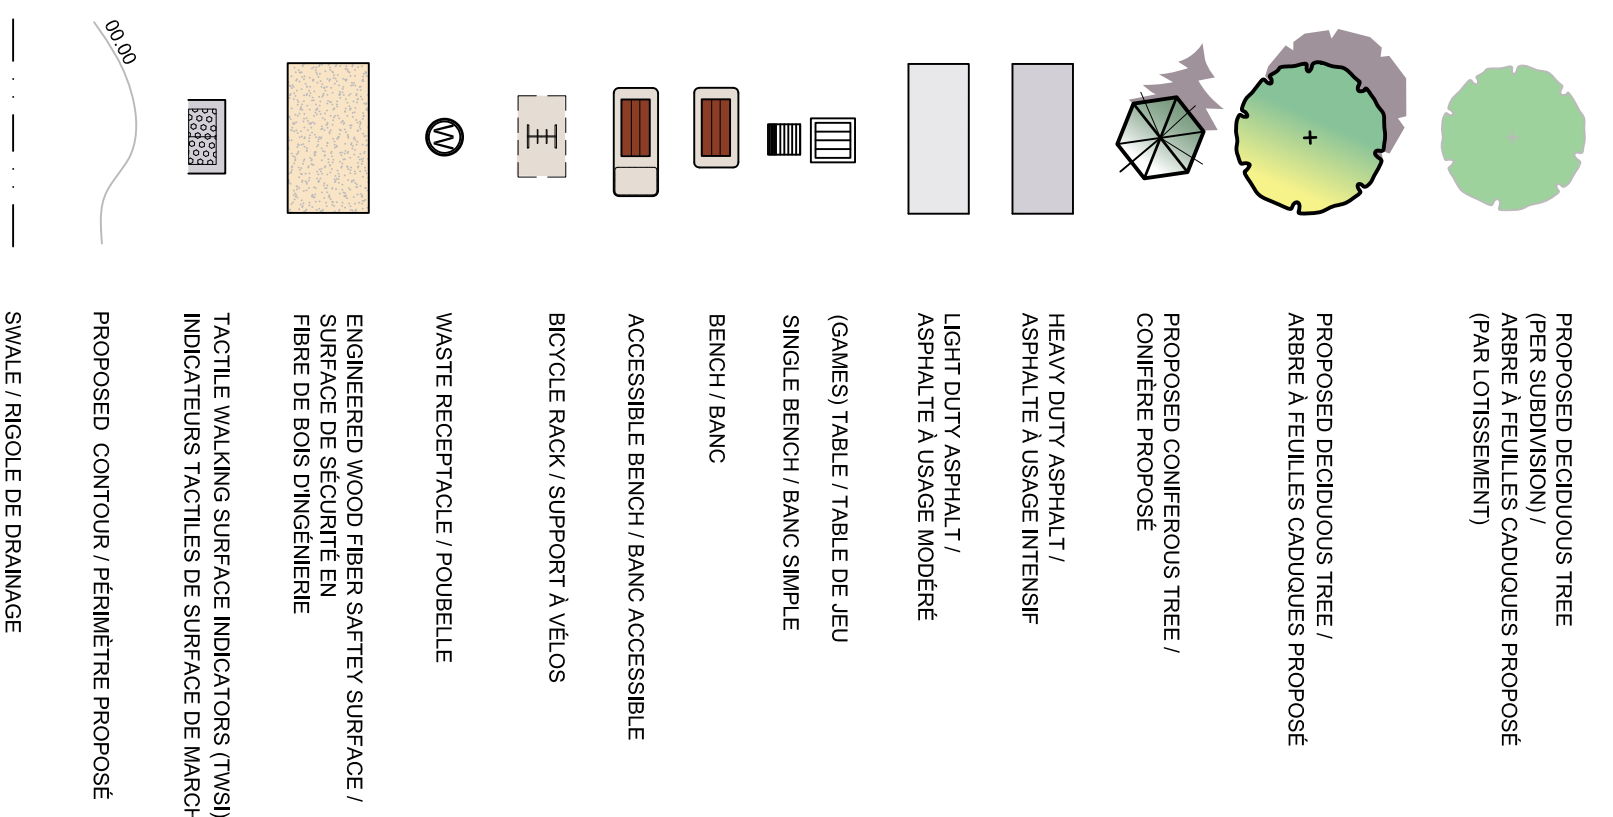 PROPOSED DECIDUOUS TREE
(PER SUBDIVISION) /
ARBRE À FEUILLES CADUQUES PROPOSÉ
(PAR LOTISSEMENT)
PROPOSED DECIDUOUS TREE /
ARBRE À FEUILLES CADUQUES PROPOSÉ
PROPOSED CONIFEROUS TREE /
CONIFÈRE PROPOSÉ
HEAVY DUTY ASPHALT /
ASPHALTE À USAGE INTENSIF
LIGHT DUTY ASPHALT /
ASPHALTE À USAGE MODÉRÉ
(GAMES) TABLE / TABLE DE JEU
SINGLE BENCH / BANC SIMPLE
BENCH / BANC
ACCESSIBLE BENCH / BANC ACCESSIBLE
BICYCLE RACK / SUPPORT À VÉLOS
W
WASTE RECEPTACLE / POUBELLE
ENGINEERED WOOD FIBER SAFTEY SURFACE /
SURFACE DE SÉCURITÉ EN
FIBRE DE BOIS D'INGÉNIERIE
TACTILE WALKING SURFACE INDICATORS (TWSI)
INDICATEURS TACTILES DE SURFACE DE MARCH
00.00
PROPOSED CONTOUR / PÉRIMÈTRE PROPOSÉ
SWALE / RIGOLE DE DRAINAGE